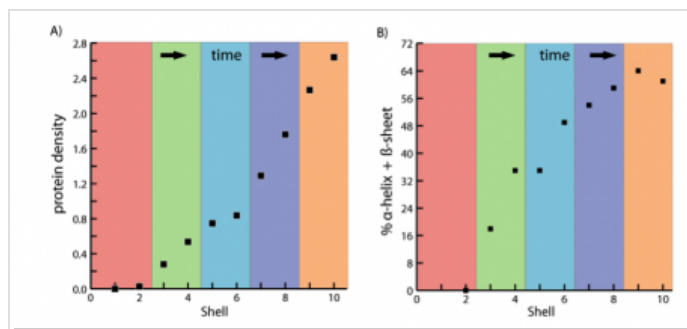 A)
time
2.8
2.4
2.0
1.6
1.2
0.8
0.4
0.0
protein density
0 2 4 6 8 10
Shell
B)
time
72
64
56
48
40
32
24
16
8
0
% α-helix + ß-sheet
0 2 4 6 8 10
Shell